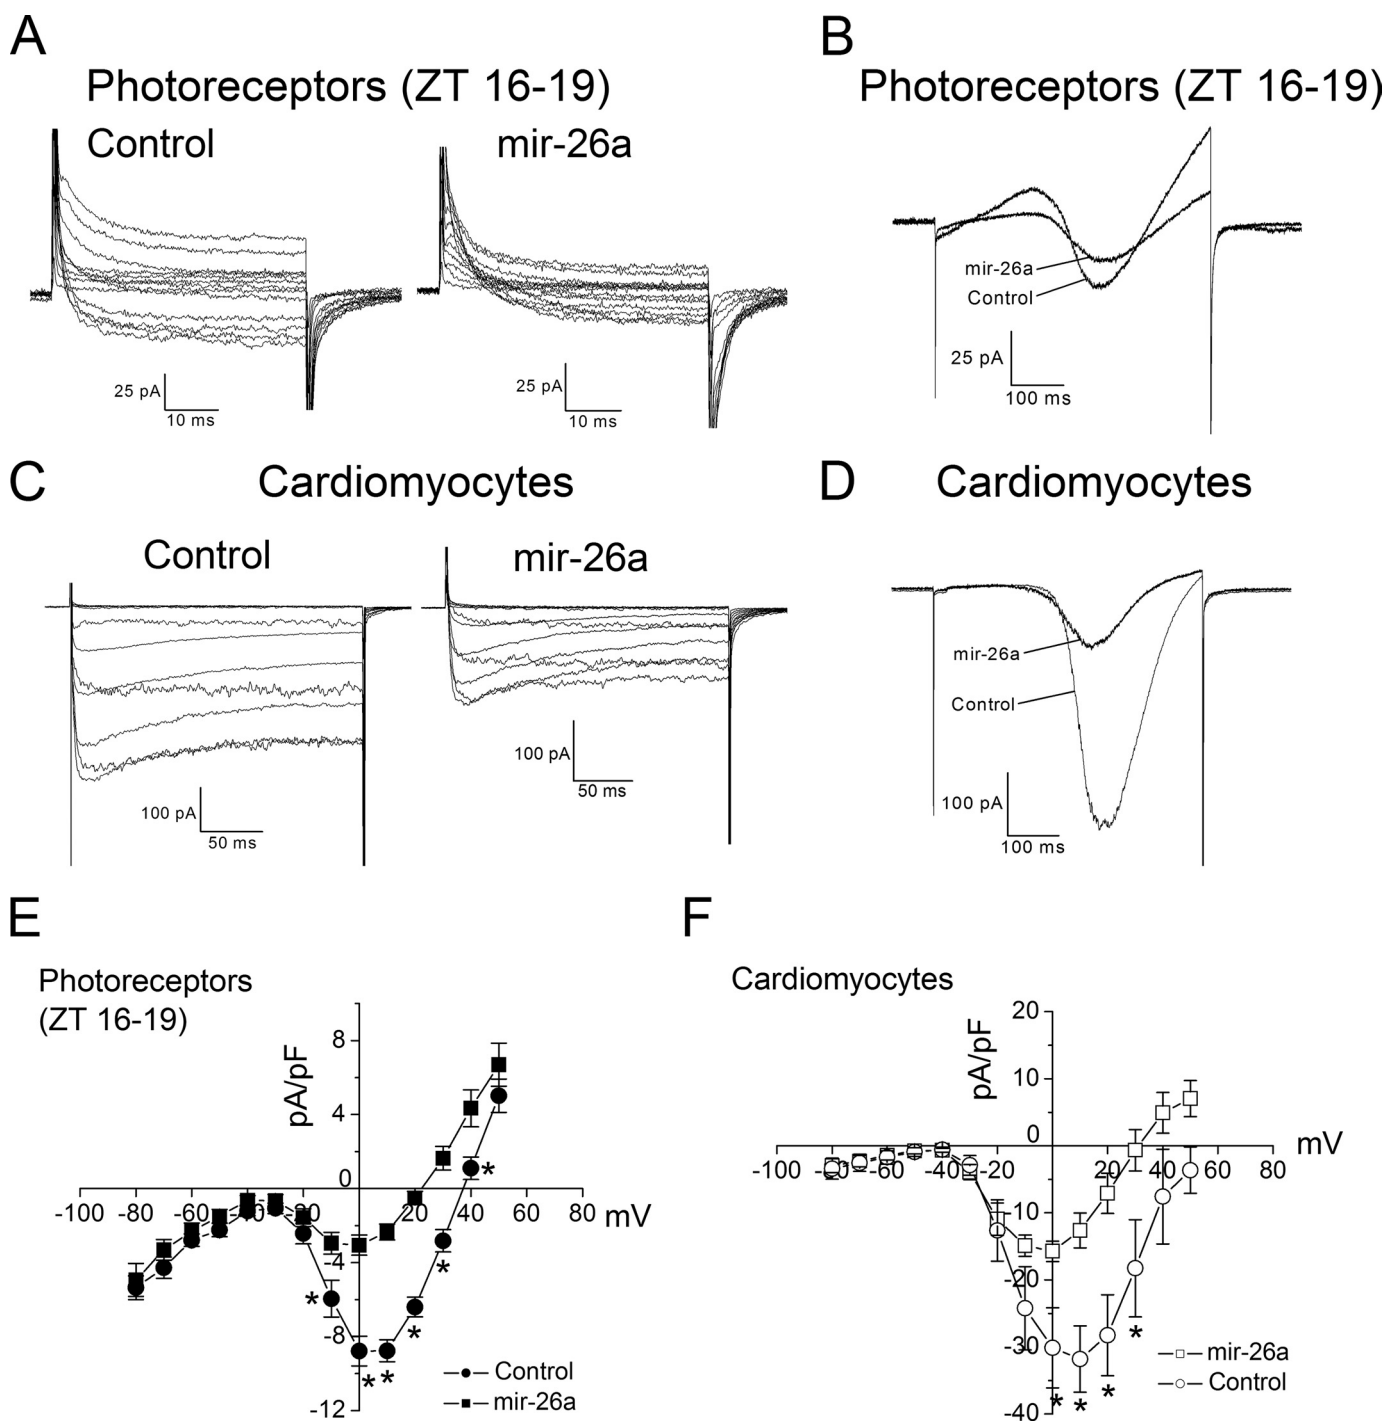 A
Photoreceptors (ZT 16-19)
Control
mir-26a
25 pA
10 ms
25 pA
10 ms
B
Photoreceptors (ZT 16-19)
mir-26a
Control
25 pA
100 ms
C
Cardiomyocytes
Control
mir-26a
100 pA
50 ms
100 pA
50 ms
D
Cardiomyocytes
mir-26a
Control
100 pA
100 ms
E
Photoreceptors
(ZT 16-19)
pA/pF
8
4
0
-100 -80 -60 -40 -20 20 40 60 80 mV
-4
*
*
*
-8
* *
-12
*
Control
mir-26a
F
Cardiomyocytes
pA/pF
20
10
0
-100 -80 -60 -40 -20 20 40 60 80 mV
-10
-20
-30
-40
* * * *
mir-26a
Control